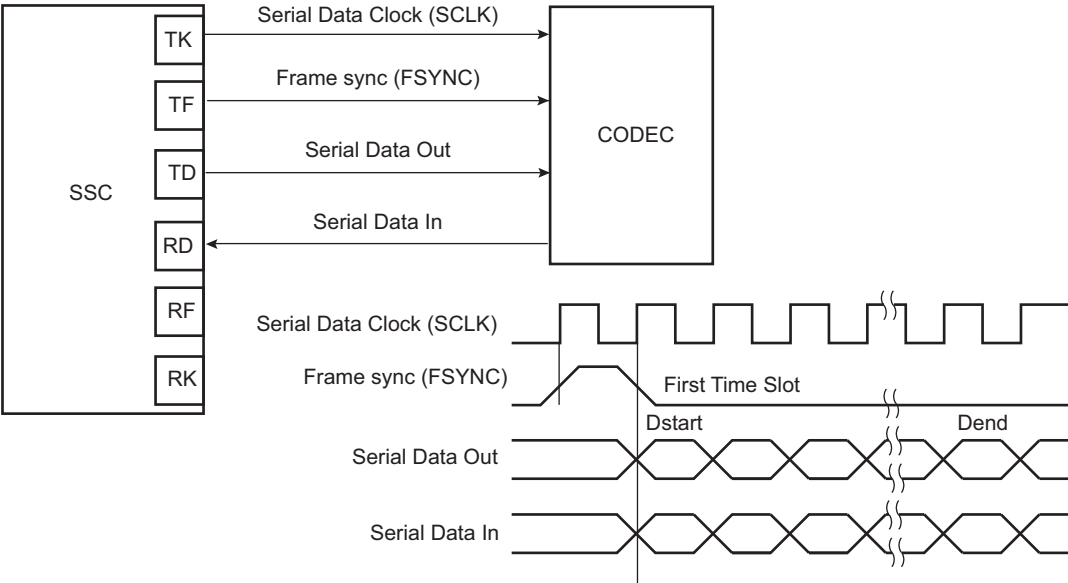 Serial Data Clock (SCLK)
TK
Frame sync (FSYNC)
TF
CODEC
Serial Data Out
TD
SSC
Serial Data In
RD
RF
Serial Data Clock (SCLK)
RK
Frame sync (FSYNC)
First Time Slot
Dstart
Dend
Serial Data Out
Serial Data In